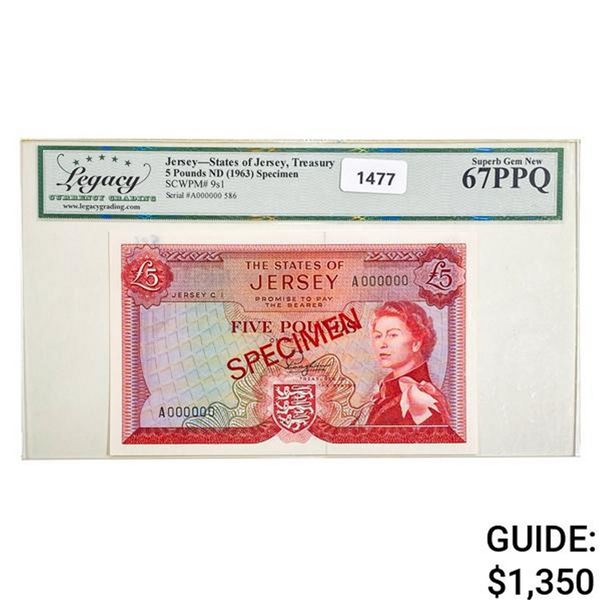 Legacy
CURRENCY GRADING
www.legacygrading.com
Jersey—States of Jersey, Treasury
5 Pounds ND (1963) Specimen
SCWPM# 9s1
Serial #A000000 586
1477
Superb Gem New
67PPQ
£5
THE STATES OF
JERSEY
A000000
£5
JERSEY C I
PROMISE TO PAY
THE BEARER
FIVE POUNDS
SPECIMEN
A000000
GUIDE:
$1,350